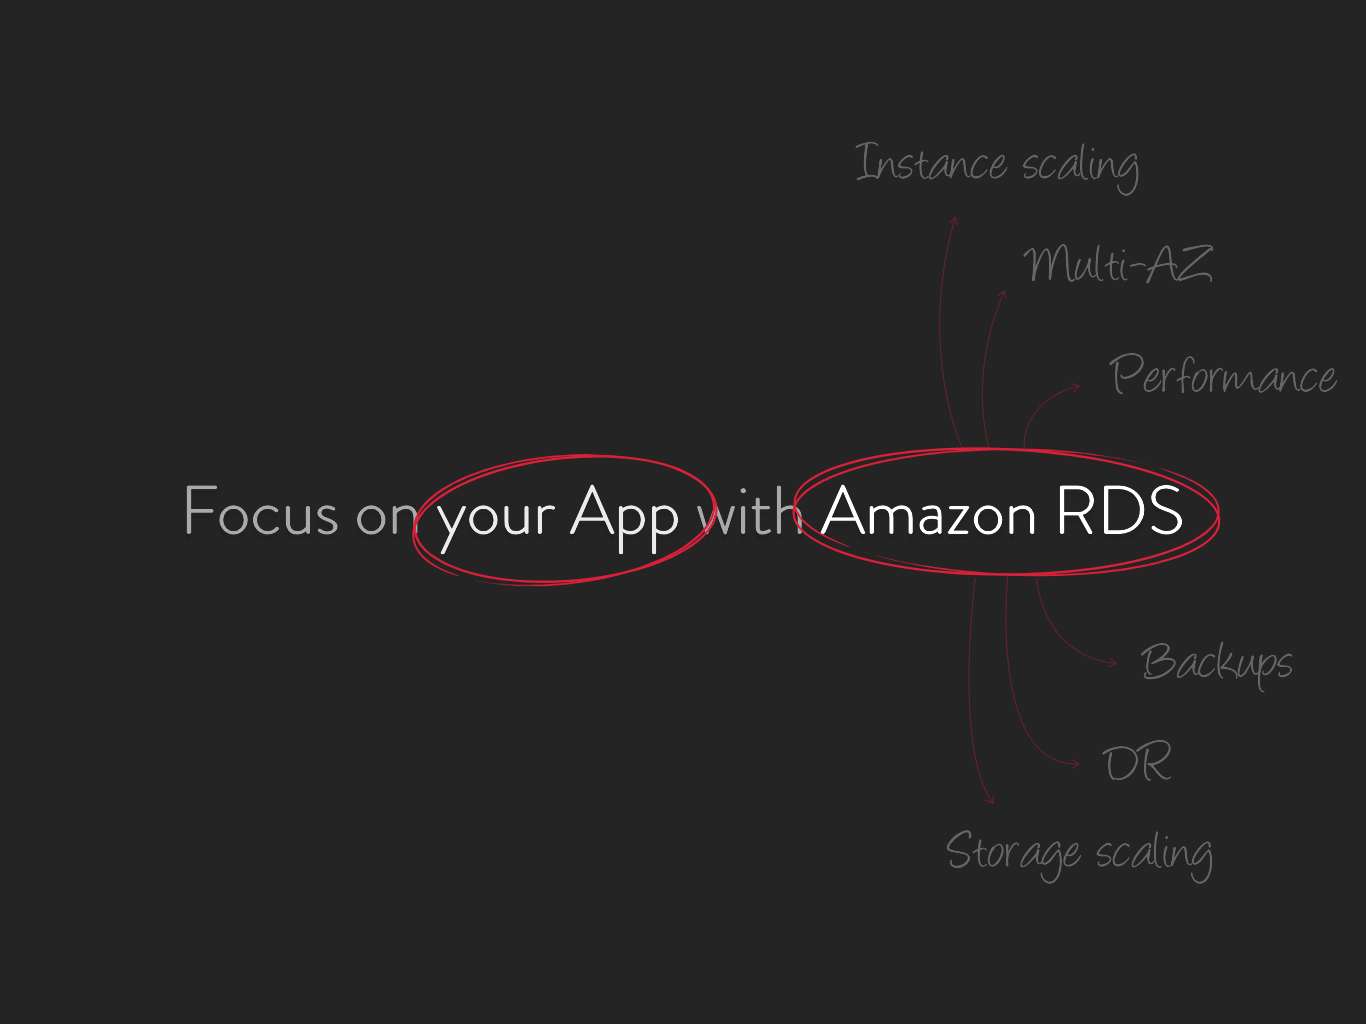 Instance scaling
Multi-AZ
Performance
Focus on your App with Amazon RDS
Backups
DR
Storage scaling